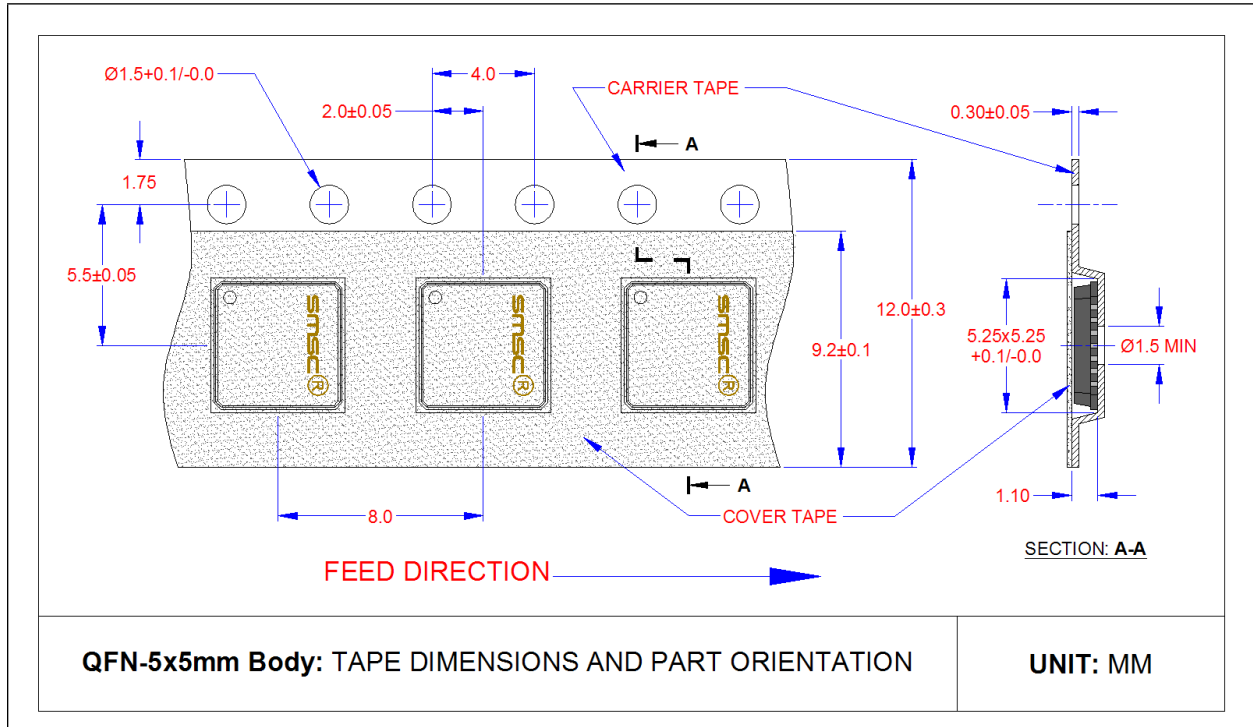 Ø1.5+0.1/-0.0
4.0
CARRIER TAPE
2.0±0.05
0.30±0.05
A
1.75
5.5±0.05
smsc®
smsc®
smsc®
12.0±0.3
9.2±0.1
5.25x5.25
+0.1/-0.0
Ø1.5 MIN
A
1.10
8.0
COVER TAPE
SECTION: A-A
FEED DIRECTION
QFN-5x5mm Body: TAPE DIMENSIONS AND PART ORIENTATION
UNIT: MM